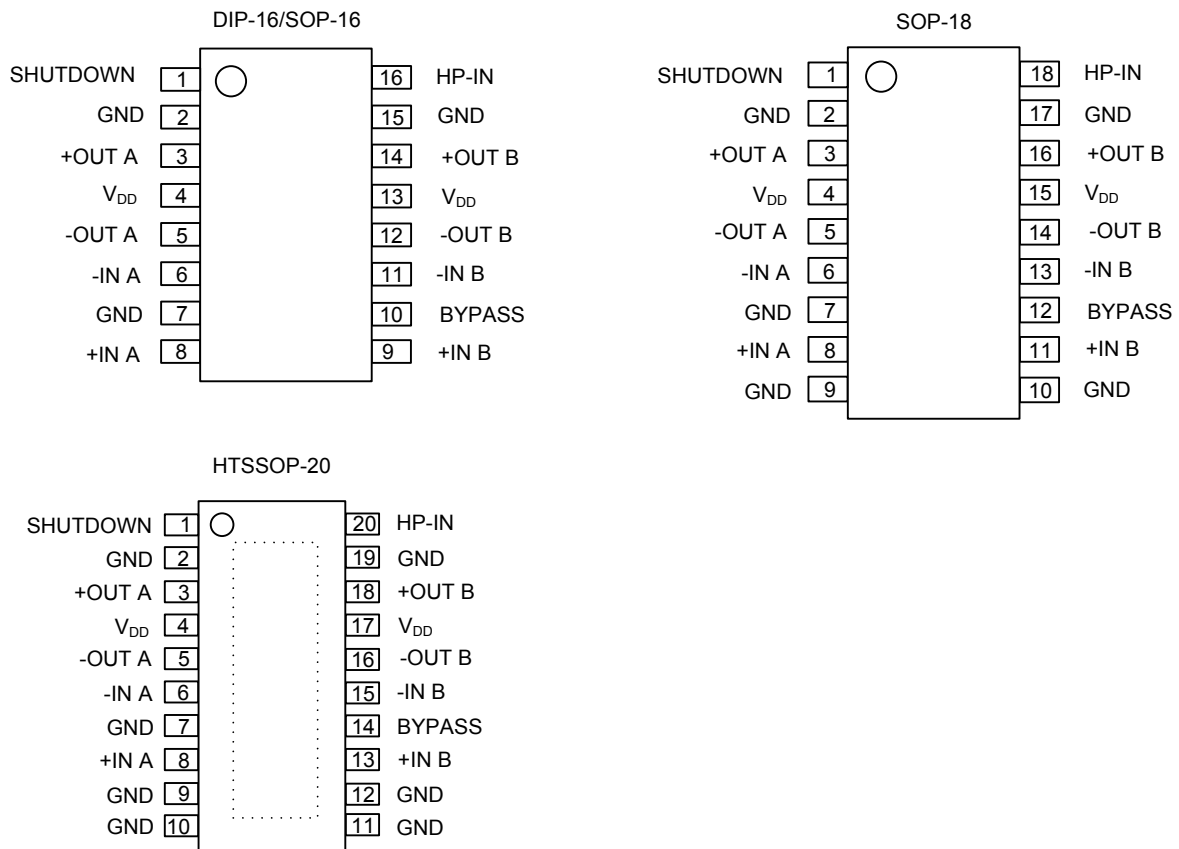 DIP-16/SOP-16
SHUTDOWN 1 16 HP-IN
GND 2 15 GND
+OUT A 3 14 +OUT B
VDD 4 13 VDD
-OUT A 5 12 -OUT B
-IN A 6 11 -IN B
GND 7 10 BYPASS
+IN A 8 9 +IN B
SOP-18
SHUTDOWN 1 18 HP-IN
GND 2 17 GND
+OUT A 3 16 +OUT B
VDD 4 15 VDD
-OUT A 5 14 -OUT B
-IN A 6 13 -IN B
GND 7 12 BYPASS
+IN A 8 11 +IN B
GND 9 10 GND
HTSSOP-20
SHUTDOWN 1 20 HP-IN
GND 2 19 GND
+OUT A 3 18 +OUT B
VDD 4 17 VDD
-OUT A 5 16 -OUT B
-IN A 6 15 -IN B
GND 7 14 BYPASS
+IN A 8 13 +IN B
GND 9 12 GND
GND 10 11 GND